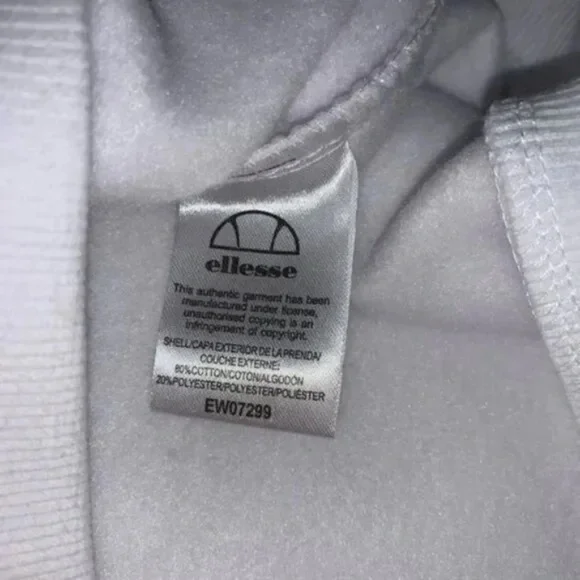 ellesse
This authentic garment has been
manufactured under license,
unauthorised copying is an
infringement of copyright.
SHELL/CAPA EXTERIOR DE LA PRENDA/
COUCHE EXTERNE:
80%COTTON/COTON/ALGODÓN
20%POLYESTER/POLYESTER/POLIÉSTER
EW07299